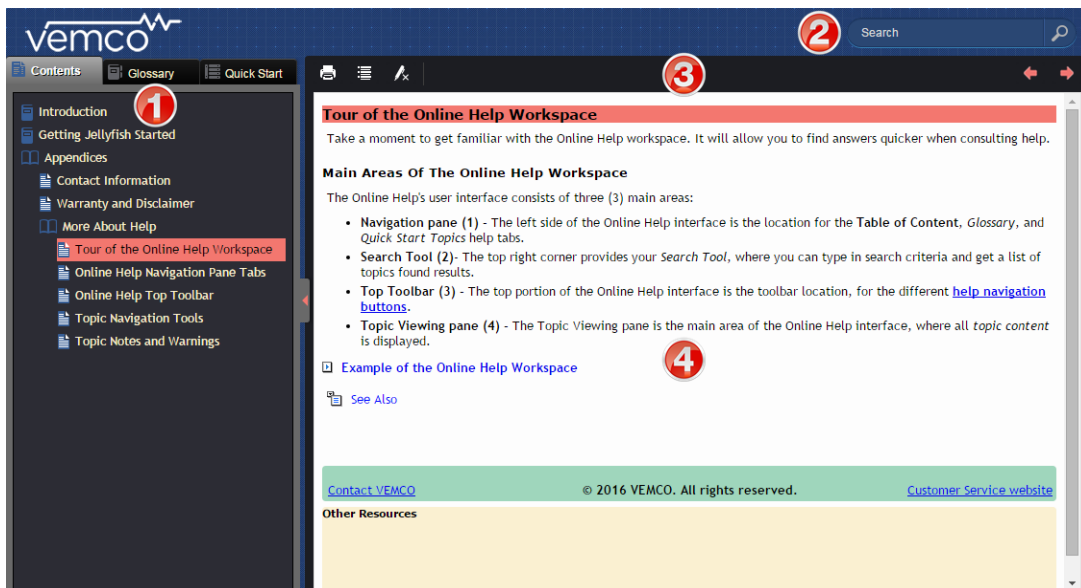 vemco
2
Search
Contents
Glossary
Quick Start
3
1
Introduction
Getting Jellyfish Started
Appendices
Contact Information
Warranty and Disclaimer
More About Help
Tour of the Online Help Workspace
Online Help Navigation Pane Tabs
Online Help Top Toolbar
Topic Navigation Tools
Topic Notes and Warnings
Tour of the Online Help Workspace
Take a moment to get familiar with the Online Help workspace. It will allow you to find answers quicker when consulting help.
Main Areas Of The Online Help Workspace
The Online Help's user interface consists of three (3) main areas:
• Navigation pane (1) - The left side of the Online Help interface is the location for the Table of Content, Glossary, and
Quick Start Topics help tabs.
• Search Tool (2)- The top right corner provides your Search Tool, where you can type in search criteria and get a list of
topics found results.
• Top Toolbar (3) - The top portion of the Online Help interface is the toolbar location, for the different help navigation
buttons.
• Topic Viewing pane (4) - The Topic Viewing pane is the main area of the Online Help interface, where all topic content
is displayed.
4
Example of the Online Help Workspace
See Also
Contact VEMCO
© 2016 VEMCO. All rights reserved.
Customer Service website
Other Resources